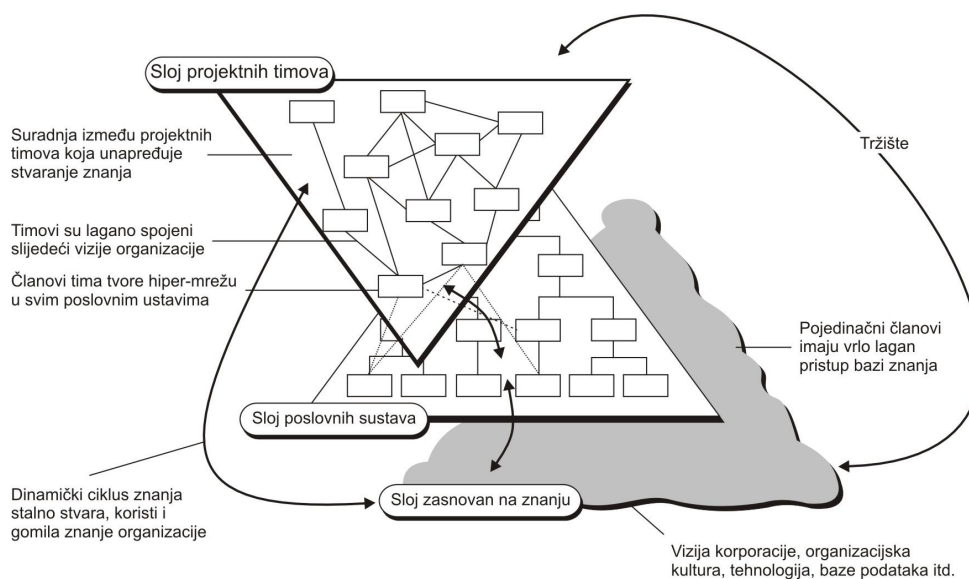 Sloj projektnih timova
Suradnja između projektnih
timova koja unapređuje
stvaranje znanja
Tržište
Timovi su lagano spojeni
slijedeći vizije organizacije
Članovi tima tvore hiper-mrežu
u svim poslovnim ustavima
Pojedinačni članovi
imaju vrlo lagan
pristup bazi znanja
Sloj poslovnih sustava
Dinamički ciklus znanja
stalno stvara, koristi i
gomila znanje organizacije
Sloj zasnovan na znanju
Vizija korporacije, organizacijska
kultura, tehnologija, baze podataka itd.